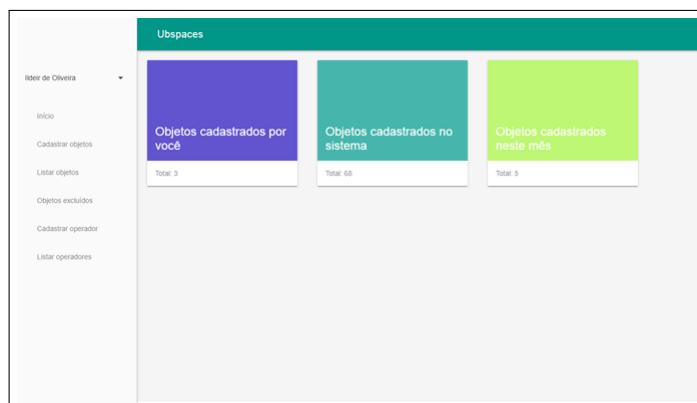 Ubspaces
Ildeir de Oliveira
Início
Cadastrar objetos
Listar objetos
Objetos excluídos
Cadastrar operador
Listar operadores
Objetos cadastrados por
você
Total: 3
Objetos cadastrados no
sistema
Total: 68
Objetos cadastrados
neste mês
Total: 5